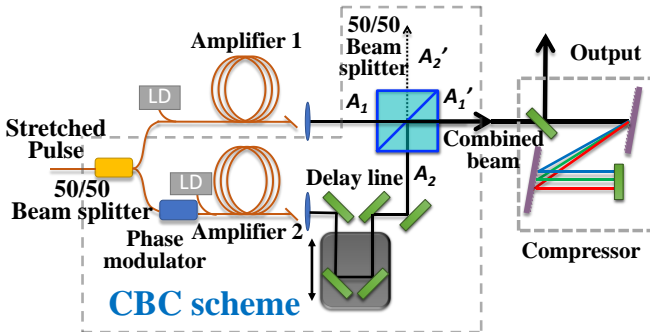 50/50
Beam
splitter
Amplifier 1
A₂'
Output
LD
A₁
A₁'
Stretched
Pulse
Combined
beam
50/50
Beam splitter
LD
Delay line
A₂
Phase
modulator
Amplifier 2
Compressor
CBC scheme